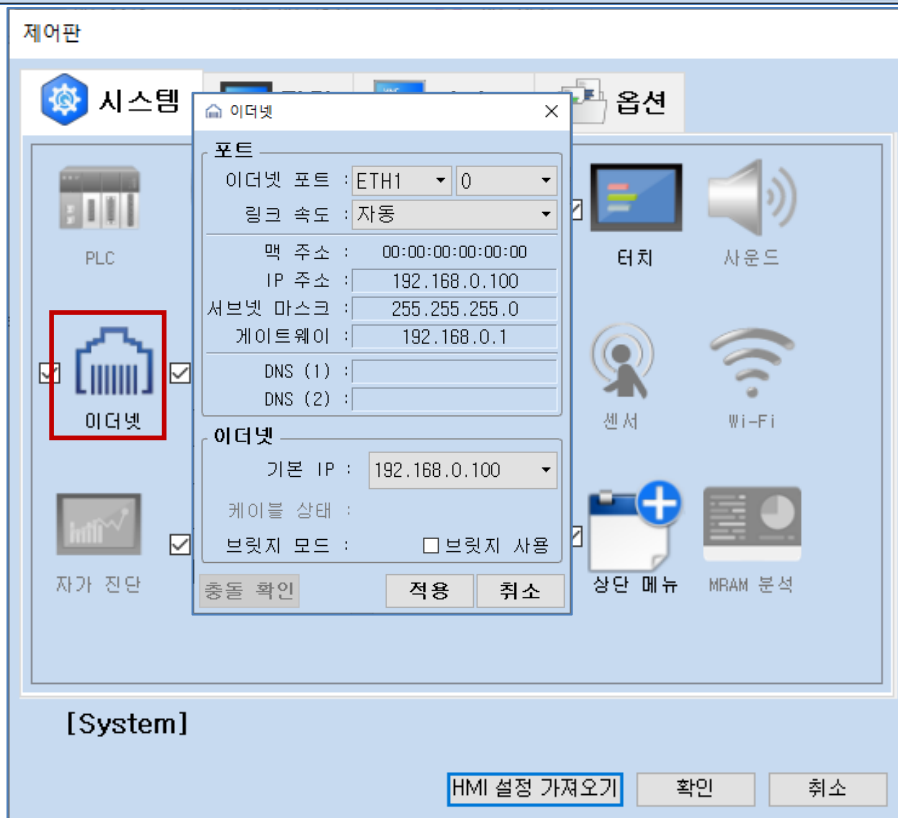 제어판
시스템
옵션
이더넷
포트
이더넷 포트 : ETH1 0
링크 속도 : 자동
맥 주소 : 00:00:00:00:00:00
IP 주소 : 192.168.0.100
서브넷 마스크 : 255.255.255.0
게이트웨이 : 192.168.0.1
DNS (1) :
DNS (2) :
이더넷
기본 IP : 192.168.0.100
케이블 상태 :
브릿지 모드 : 브릿지 사용
충돌 확인 적용 취소
PLC
터치
사운드
이더넷
센서
Wi-Fi
자가 진단
상단 메뉴
MRAM 분석
[System]
HMI 설정 가져오기
확인
취소